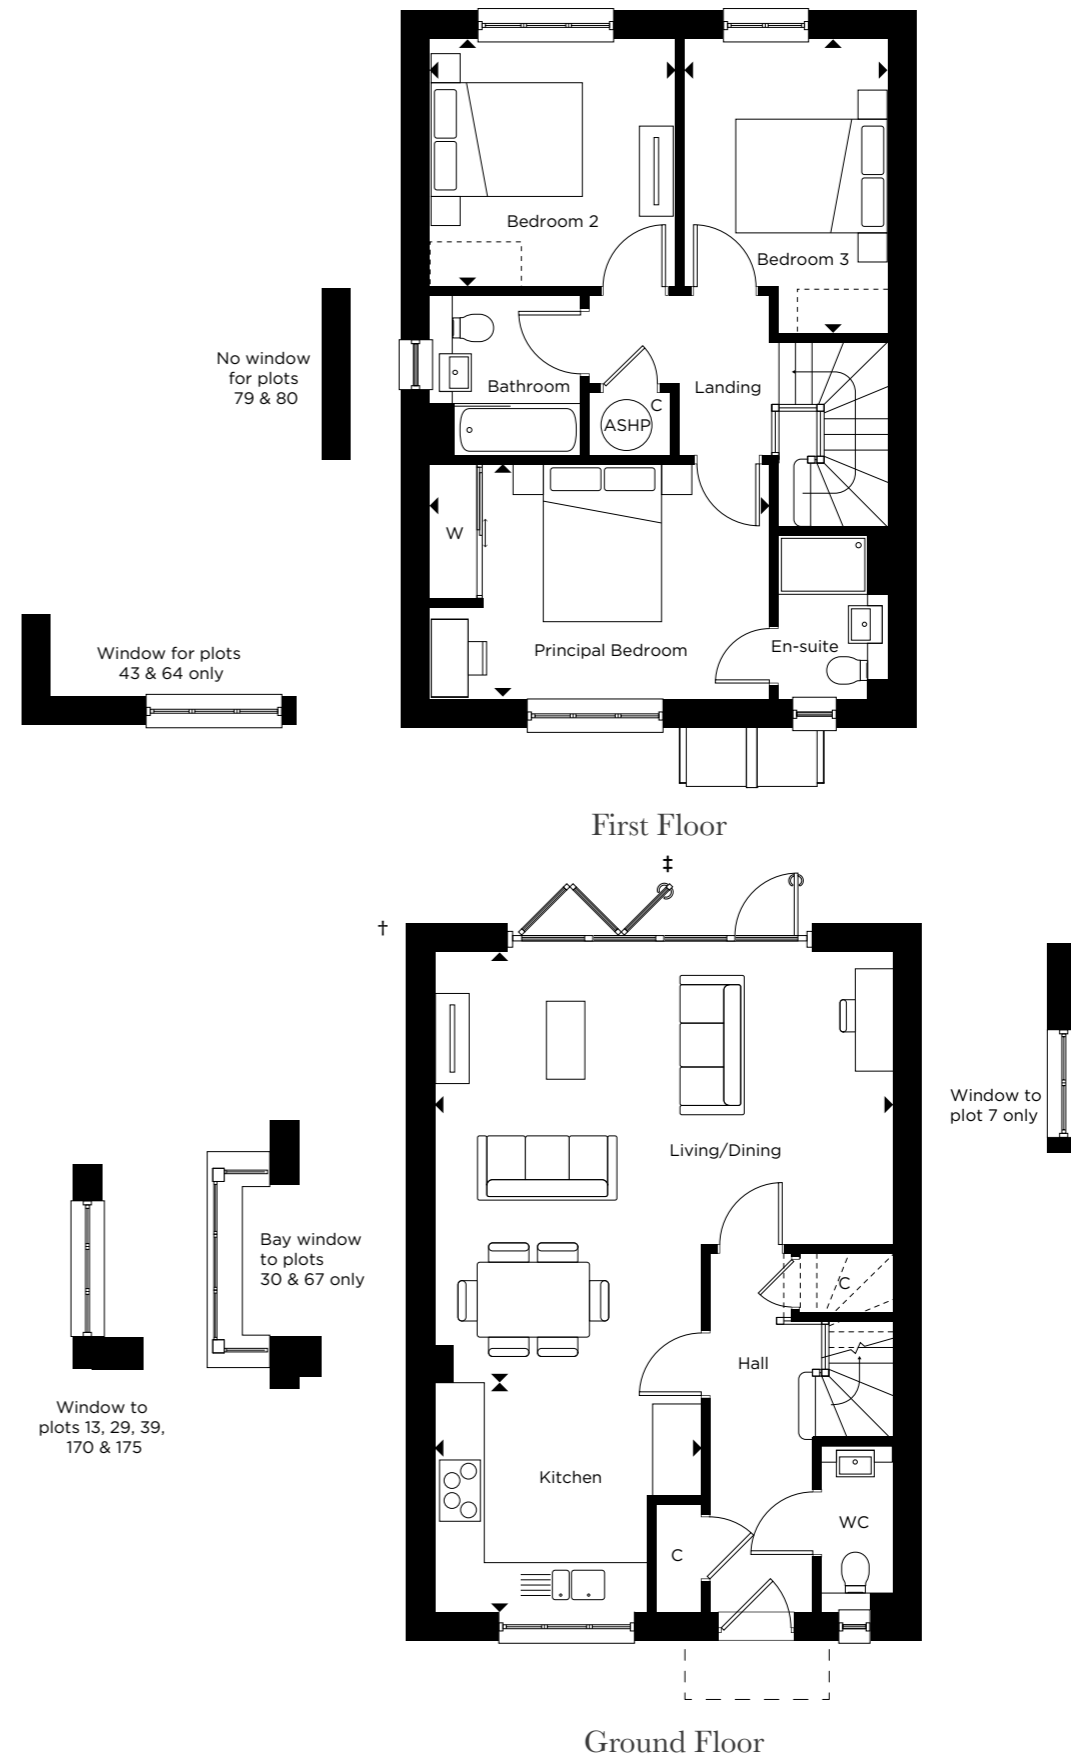 Bedroom 2
Bedroom 3
No window
for plots
79 & 80
Bathroom
Landing
C
ASHP
W
Window for plots
43 & 64 only
Principal Bedroom
En-suite
First Floor
‡
†
Window to
plot 7 only
Living/Dining
Bay window
to plots
30 & 67 only
C
Hall
Window to
plots 13, 29, 39,
170 & 175
Kitchen
WC
C
Ground Floor